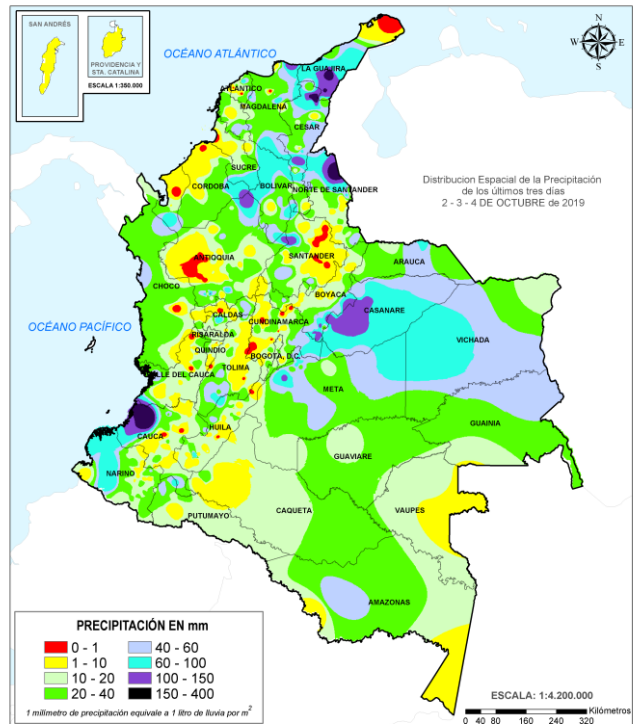 SAN ANDRÉS
PROVIDENCIA Y
STA. CATALINA
ESCALA 1:350.000
OCÉANO ATLÁNTICO
N
W
E
S
LA GUAJIRA
ATLÁNTICO
MAGDALENA
CESAR
SUCRE
CORDOBA
BOLIVAR
NORTE DE SANTANDER
Distribucion Espacial de la Precipitación
de los últimos tres días
2 - 3 - 4 DE OCTUBRE de 2019
ANTIOQUIA
SANTANDER
ARAUCA
CHOCO
BOYACA
OCÉANO PACÍFICO
CALDAS
CUNDINAMARCA
CASANARE
RISARALDA
VICHADA
QUINDIO
BOGOTA, D.C.
TOLIMA
VALLE DEL CAUCA
META
CAUCA
HUILA
GUAINIA
GUAVIARE
NARIÑO
CAQUETA
VAUPES
PUTUMAYO
AMAZONAS
PRECIPITACIÓN EN mm
0 - 1
40 - 60
1 - 10
60 - 100
10 - 20
100 - 150
20 - 40
150 - 400
1 milímetro de precipitación equivale a 1 litro de lluvia por m2
ESCALA: 1:4.200.000
Kilómetros
0 40 80 160 240 320